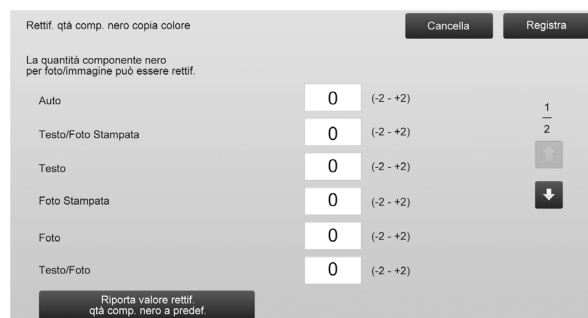 Rettif. qtà comp. nero copia colore
Cancella
Registra
La quantità componente nero
per foto/immagine può essere rettif.
Auto 0 (-2 - +2)
Testo/Foto Stampata 0 (-2 - +2)
Testo 0 (-2 - +2)
Foto Stampata 0 (-2 - +2)
Foto 0 (-2 - +2)
Testo/Foto 0 (-2 - +2)
1
2
Riporta valore rettif.
qtà comp. nero a predef.